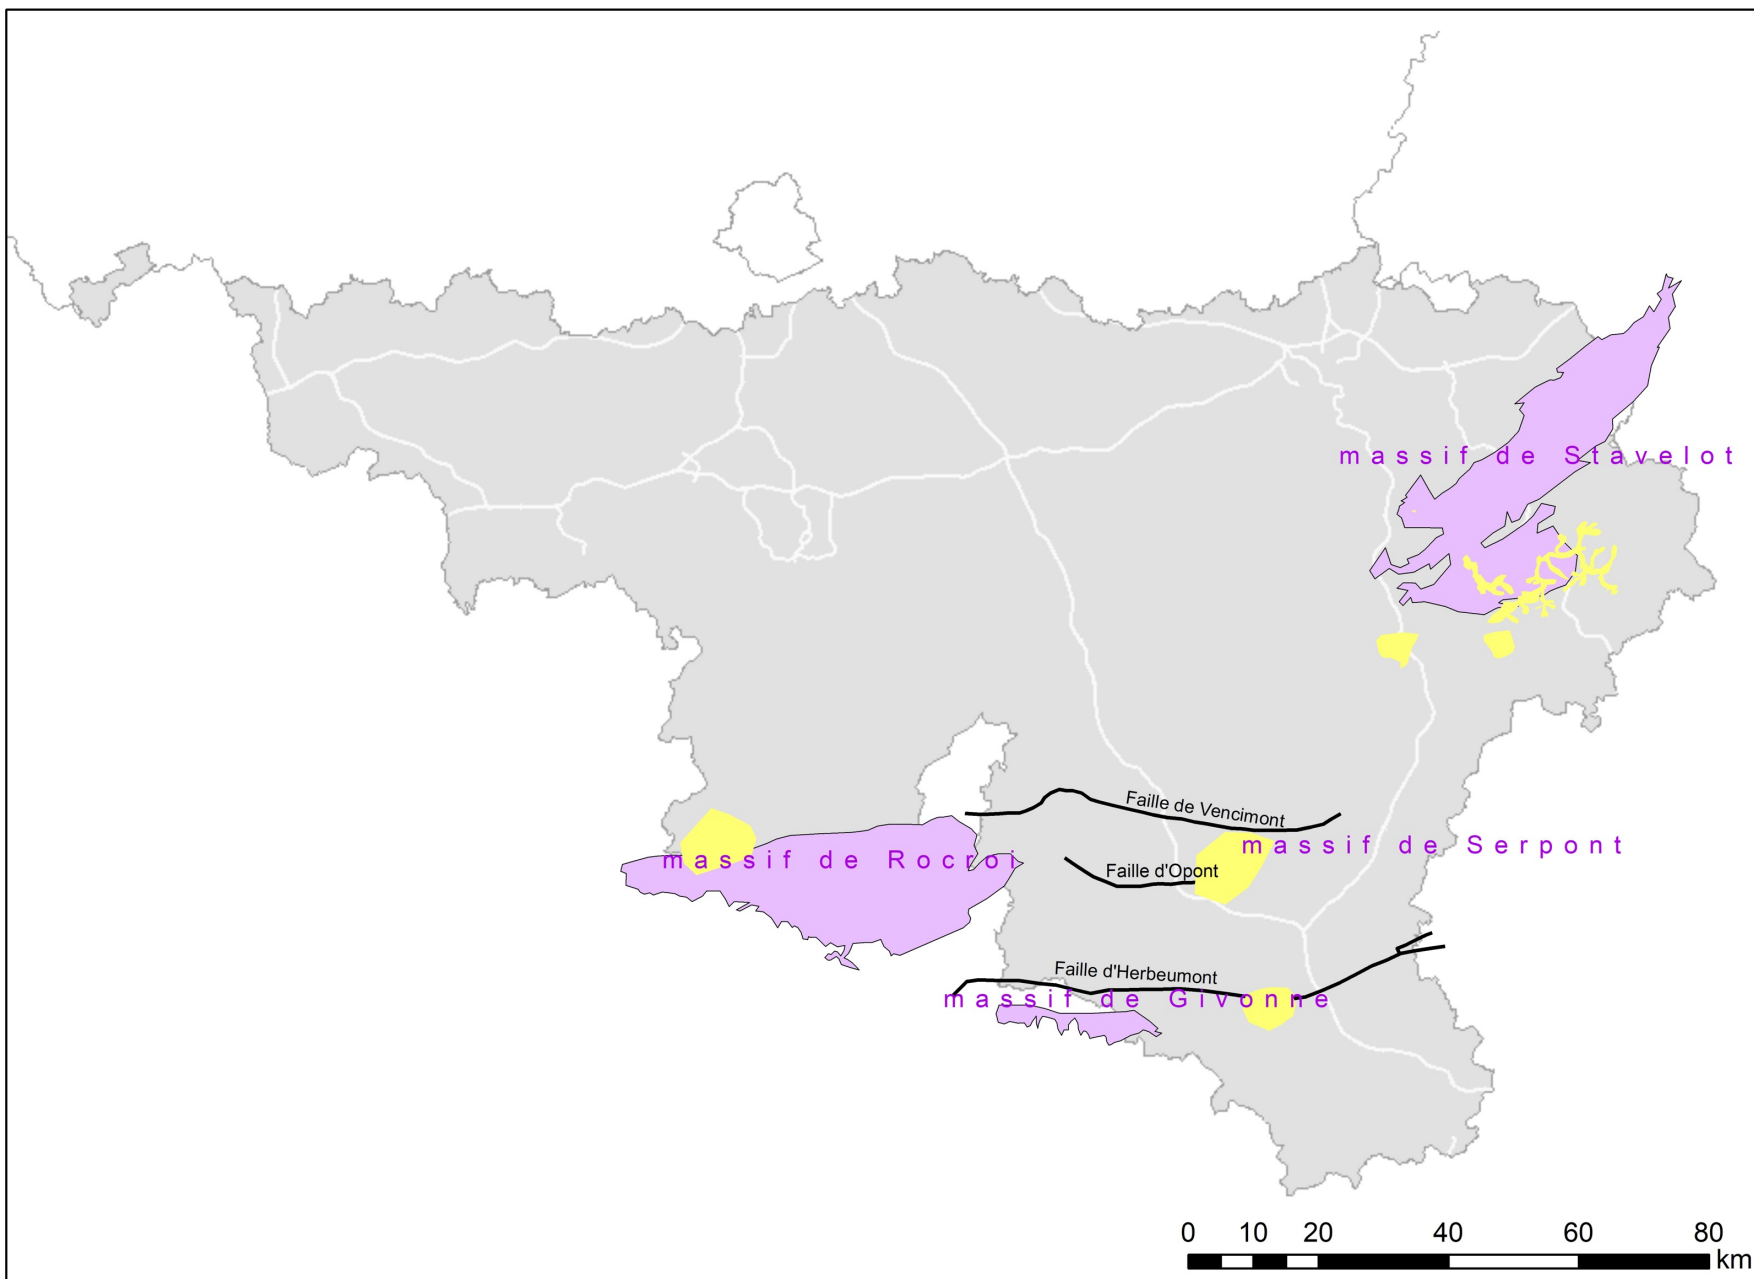 massif de Stavelot
Faille de Vencimont
massif de Serpont
massif de Rocroi
Faille d'Opont
Faille d'Herbeumont
massif de Givonne
0 10 20 40 60 80
km